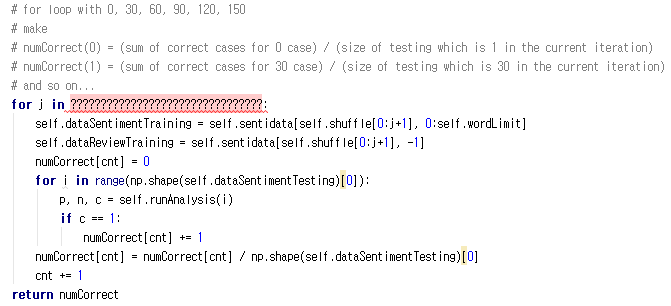 # for loop with 0, 30, 60, 90, 120, 150
# make
# numCorrect(0) = (sum of correct cases for 0 case) / (size of testing which is 1 in the current iteration)
# numCorrect(1) = (sum of correct cases for 30 case) / (size of testing which is 30 in the current iteration)
# and so on...
for j in ????????????????????????????????:
    self.dataSentimentTraining = self.sentidata[self.shuffle[0:j+1], 0:self.wordLimit]
    self.dataReviewTraining = self.sentidata[self.shuffle[0:j+1], -1]
    numCorrect[cnt] = 0
    for i in range(np.shape(self.dataSentimentTesting)[0]):
        p, n, c = self.runAnalysis(i)
        if c == 1:
            numCorrect[cnt] += 1
    numCorrect[cnt] = numCorrect[cnt] / np.shape(self.dataSentimentTesting)[0]
    cnt += 1
return numCorrect